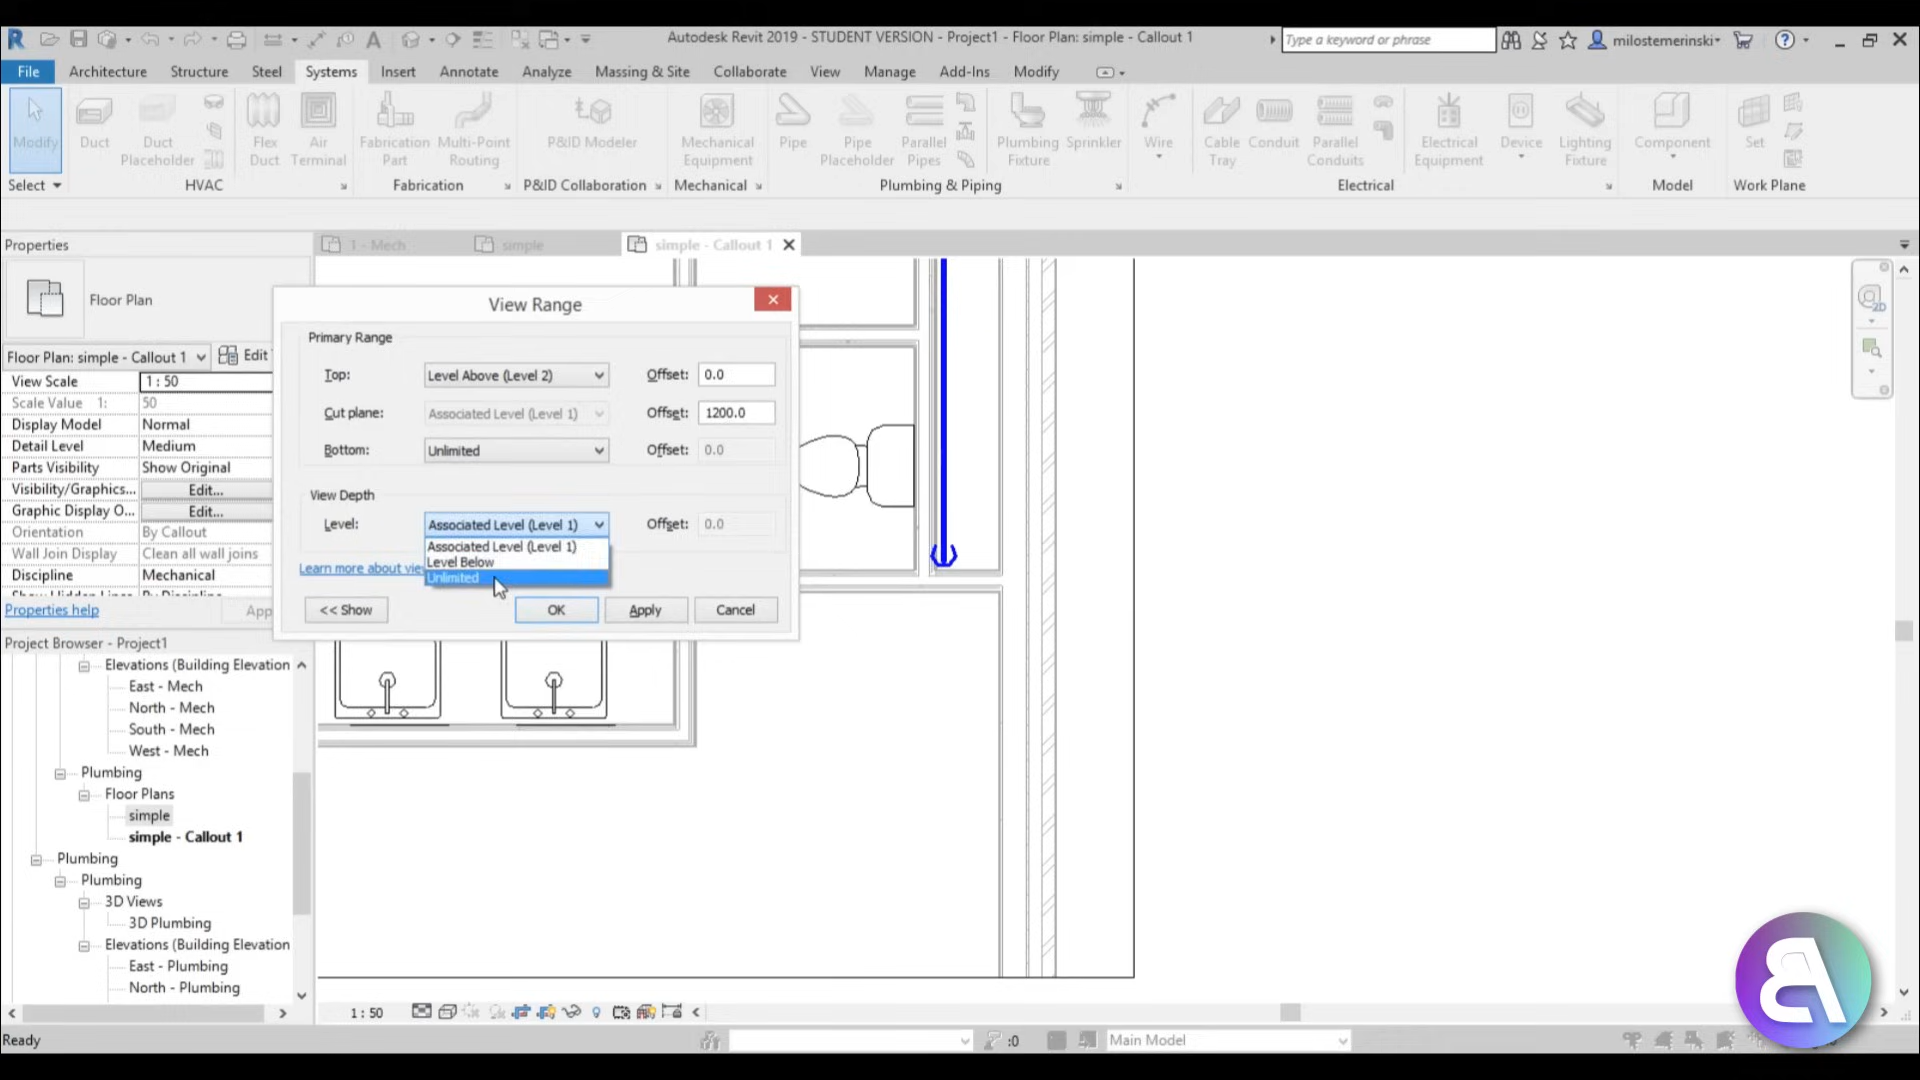 Autodesk Revit 2019 - STUDENT VERSION - Project1 - Floor Plan: simple - Callout 1
Type a keyword or phrase
milostemerinski
File Architecture Structure Steel Systems Insert Annotate Analyze Massing & Site Collaborate View Manage Add-Ins Modify
Modify
Duct
Duct
Placeholder
Flex
Duct
Air
Terminal
Fabrication
Part
Multi-Point
Routing
P&ID Modeler
Mechanical
Equipment
Pipe
Pipe
Placeholder
Parallel
Pipes
Plumbing
Fixture
Sprinkler
Wire
Cable
Tray
Conduit
Parallel
Conduits
Electrical
Equipment
Device
Lighting
Fixture
Component
Set
Select HVAC Fabrication P&ID Collaboration Mechanical Plumbing & Piping Electrical Model Work Plane
Properties
1 - Mech simple simple - Callout 1
Floor Plan
Floor Plan: simple - Callout 1 Edit
View Scale 1 : 50
Scale Value 1: 50
Display Model Normal
Detail Level Medium
Parts Visibility Show Original
Visibility/Graphics... Edit...
Graphic Display O... Edit...
Orientation By Callout
Wall Join Display Clean all wall joins
Discipline Mechanical
Show Hidden Lines By Discipline
Properties help App
View Range
Primary Range
Top: Level Above (Level 2) Offset: 0.0
Cut plane: Associated Level (Level 1) Offset: 1200.0
Bottom: Unlimited Offset: 0.0
View Depth
Level: Associated Level (Level 1) Offset: 0.0
Associated Level (Level 1)
Level Below
Unlimited
Learn more about vie
<< Show OK Apply Cancel
Project Browser - Project1
Elevations (Building Elevation
East - Mech
North - Mech
South - Mech
West - Mech
Plumbing
Floor Plans
simple
simple - Callout 1
Plumbing
Plumbing
3D Views
3D Plumbing
Elevations (Building Elevation
East - Plumbing
North - Plumbing
1 : 50
Ready
:0
Main Model
2D